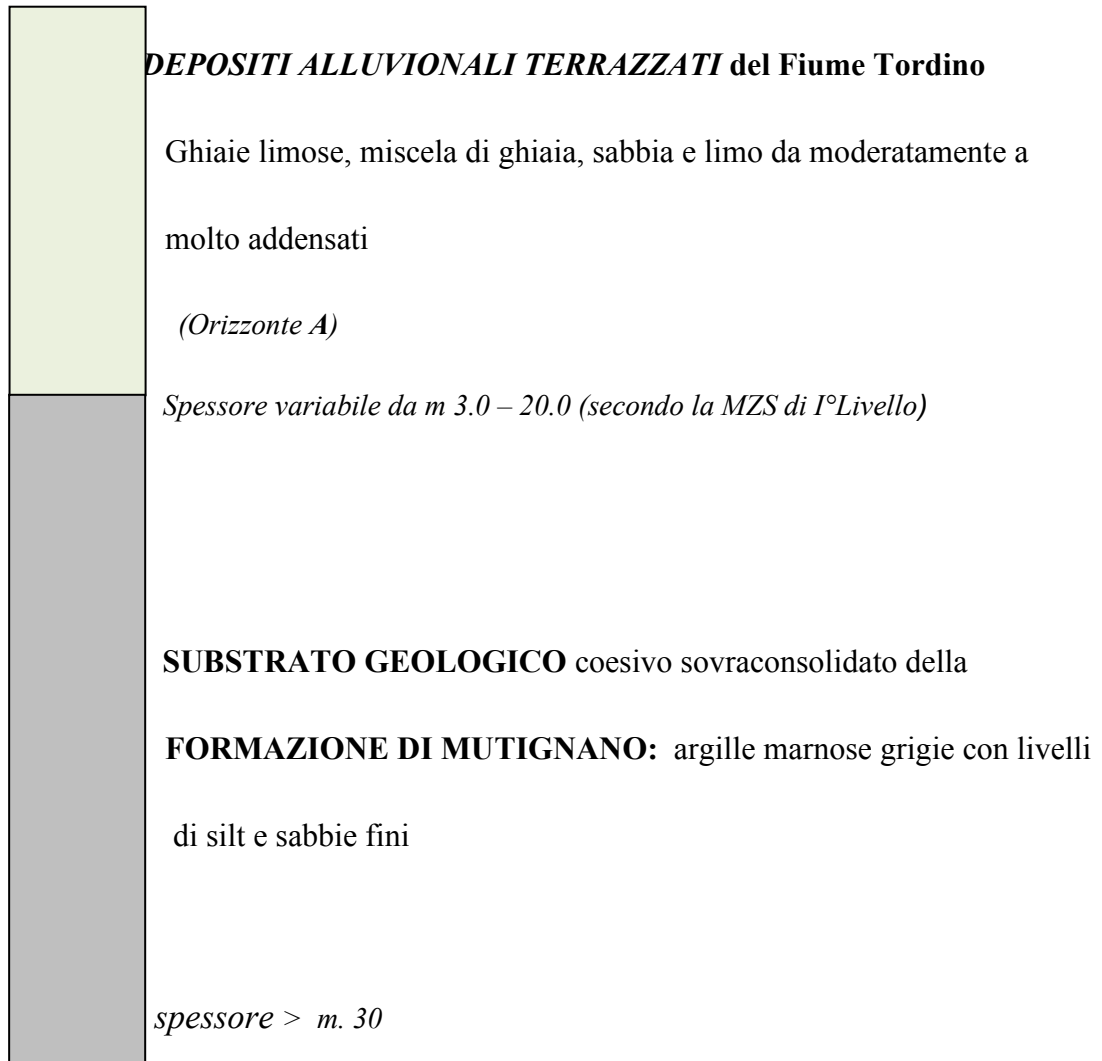 DEPOSITI ALLUVIONALI TERRAZZATI del Fiume Tordino
Ghiaie limose, miscela di ghiaia, sabbia e limo da moderatamente a
molto addensati
(Orizzonte A)
Spessore variabile da m 3.0 – 20.0 (secondo la MZS di I°Livello)
SUBSTRATO GEOLOGICO coesivo sovraconsolidato della
FORMAZIONE DI MUTIGNANO: argille marnose grigie con livelli
di silt e sabbie fini
spessore > m. 30